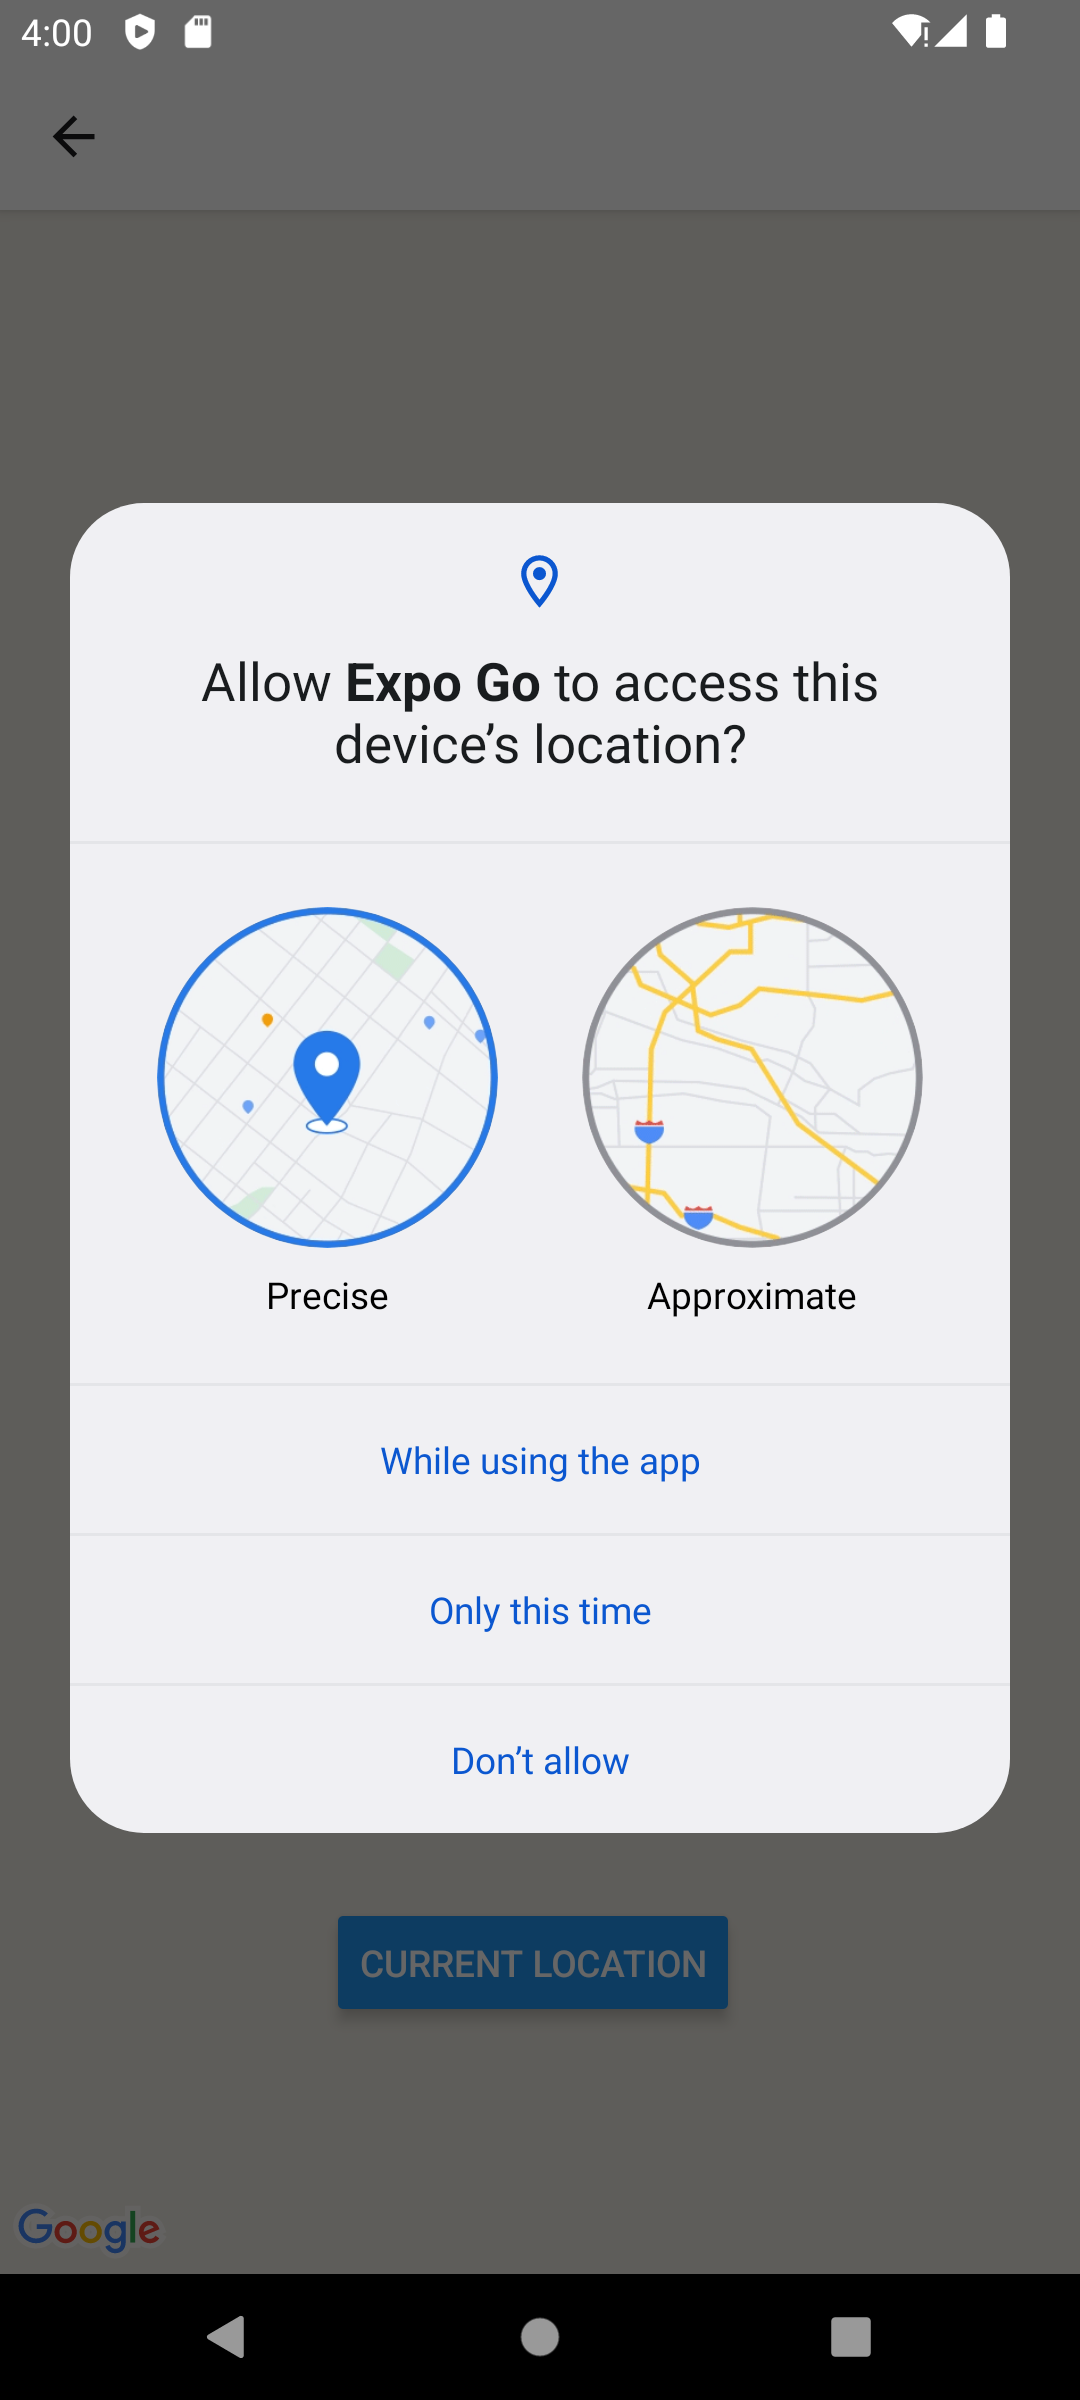 4:00
Allow Expo Go to access this
device’s location?
Precise
Approximate
While using the app
Only this time
Don’t allow
CURRENT LOCATION
Google